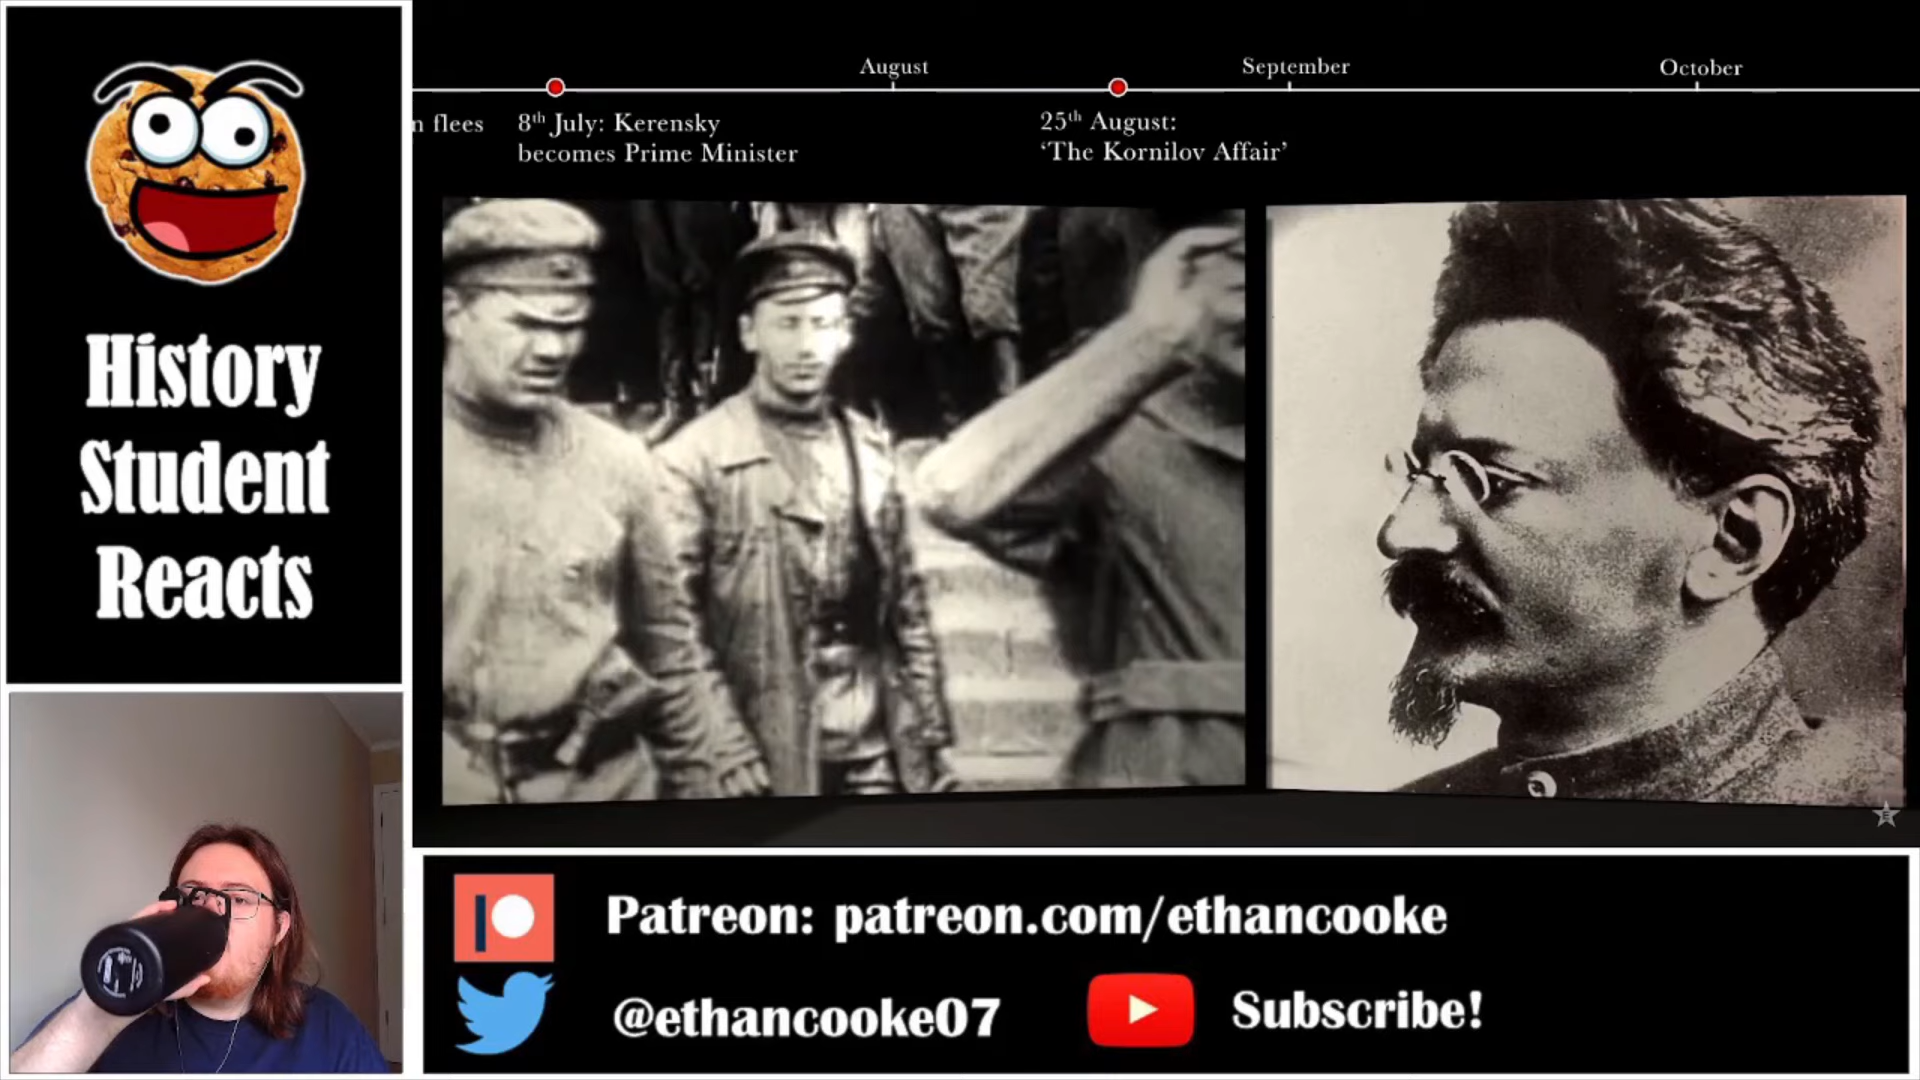 History
Student
Reacts
August
September
October
n flees
8th July: Kerensky
becomes Prime Minister
25th August:
‘The Kornilov Affair’
Patreon: patreon.com/ethancooke
@ethancooke07
Subscribe!